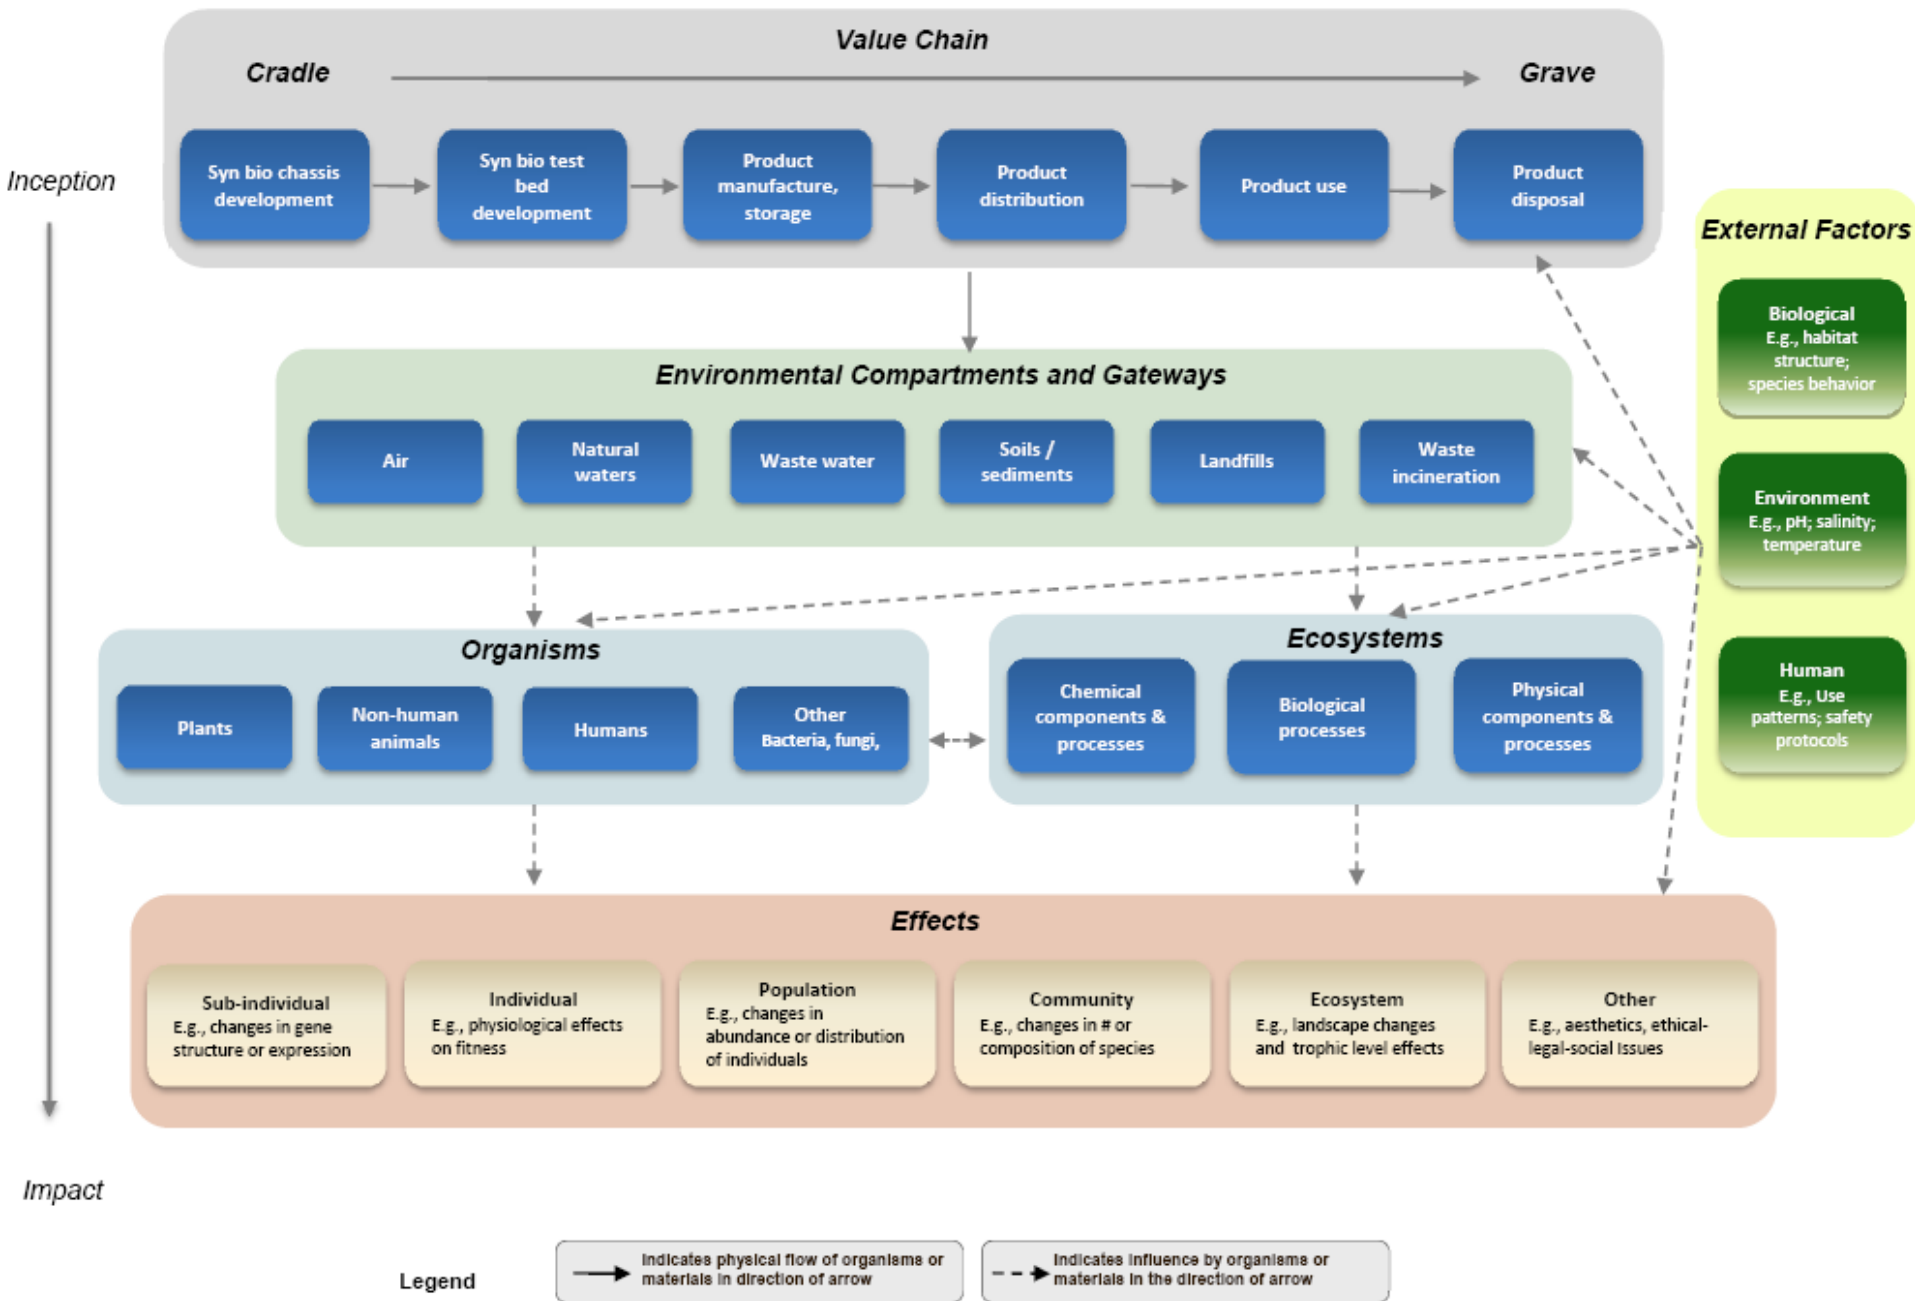 Value Chain
Cradle
Grave
Inception
Syn bio chassis
development
Syn bio test
bed
development
Product
manufacture,
storage
Product
distribution
Product use
Product
disposal
External Factors
Biological
E.g., habitat
structure;
species behavior
Environment
E.g., pH; salinity;
temperature
Human
E.g., Use
patterns; safety
protocols
Environmental Compartments and Gateways
Air
Natural
waters
Waste water
Soils /
sediments
Landfills
Waste
incineration
Organisms
Plants
Non-human
animals
Humans
Other
Bacteria, fungi,
Ecosystems
Chemical
components &
processes
Biological
processes
Physical
components &
processes
Effects
Sub-individual
E.g., changes in gene
structure or expression
Individual
E.g., physiological effects
on fitness
Population
E.g., changes in
abundance or distribution
of individuals
Community
E.g., changes in # or
composition of species
Ecosystem
E.g., landscape changes
and trophic level effects
Other
E.g., aesthetics, ethical-
legal-social Issues
Impact
Legend
Indicates physical flow of organisms or
materials in direction of arrow
Indicates influence by organisms or
materials in the direction of arrow